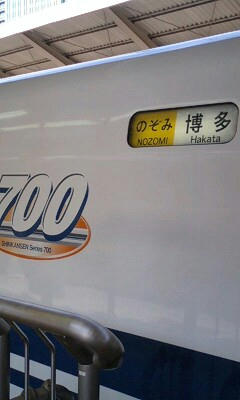 のぞみ 博多
NOZOMI Hakata
700
SHINKANSEN Series 700